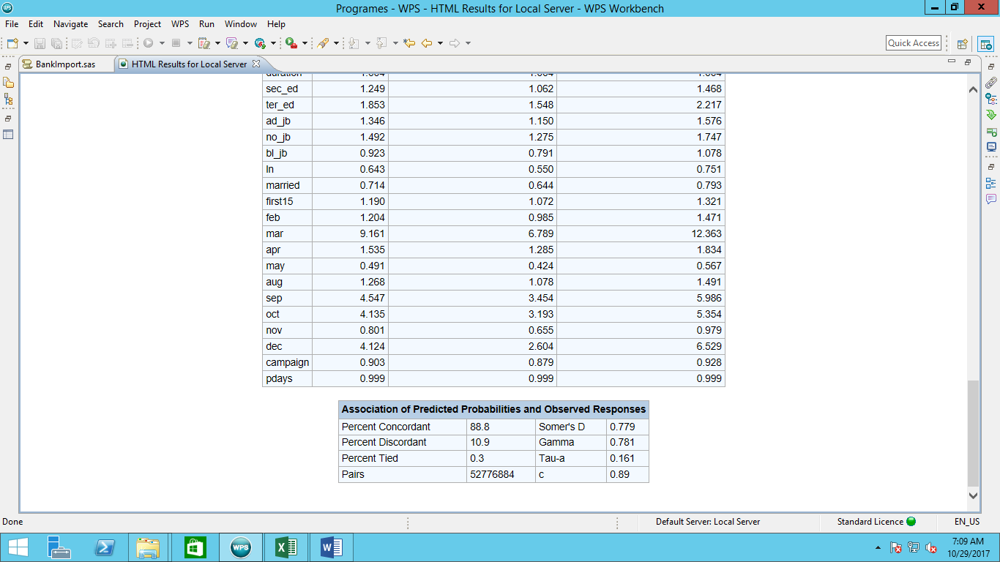 Programes - WPS - HTML Results for Local Server - WPS Workbench
File Edit Navigate Search Project WPS Run Window Help
Quick Access
BankImport.sas HTML Results for Local Server
sec_ed 1.249 1.062 1.468
ter_ed 1.853 1.548 2.217
ad_jb 1.346 1.150 1.576
no_jb 1.492 1.275 1.747
bl_jb 0.923 0.791 1.078
ln 0.643 0.550 0.751
married 0.714 0.644 0.793
first15 1.190 1.072 1.321
feb 1.204 0.985 1.471
mar 9.161 6.789 12.363
apr 1.535 1.285 1.834
may 0.491 0.424 0.567
aug 1.268 1.078 1.491
sep 4.547 3.454 5.986
oct 4.135 3.193 5.354
nov 0.801 0.655 0.979
dec 4.124 2.604 6.529
campaign 0.903 0.879 0.928
pdays 0.999 0.999 0.999
Association of Predicted Probabilities and Observed Responses
Percent Concordant 88.8 Somer's D 0.779
Percent Discordant 10.9 Gamma 0.781
Percent Tied 0.3 Tau-a 0.161
Pairs 52776884 c 0.89
Done Default Server: Local Server Standard Licence EN_US
WPS
7:09 AM
10/29/2017